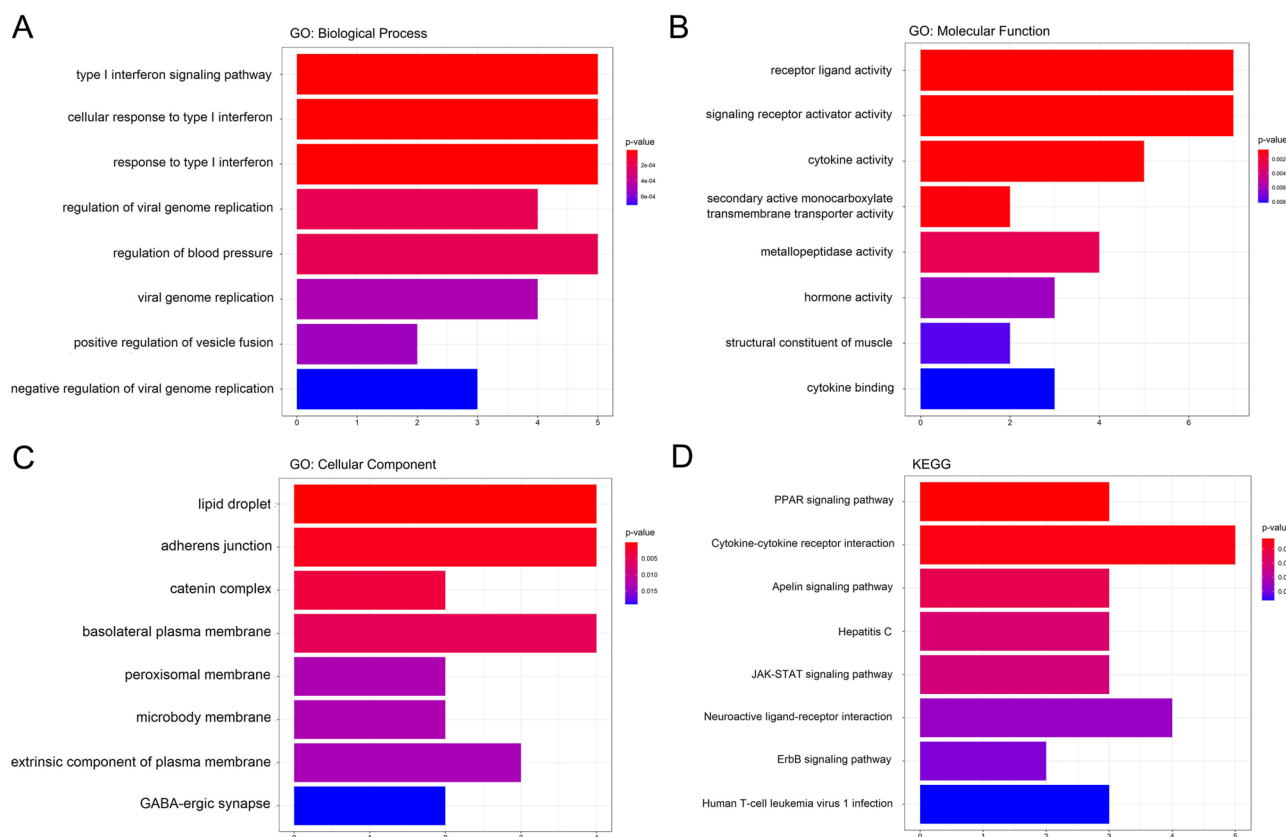 A
GO: Biological Process
type I interferon signaling pathway
cellular response to type I interferon
response to type I interferon
regulation of viral genome replication
regulation of blood pressure
viral genome replication
positive regulation of vesicle fusion
negative regulation of viral genome replication
0 1 2 3 4 5
p-value
2e-04
4e-04
6e-04
B
GO: Molecular Function
receptor ligand activity
signaling receptor activator activity
cytokine activity
secondary active monocarboxylate
transmembrane transporter activity
metallopeptidase activity
hormone activity
structural constituent of muscle
cytokine binding
0 2 4 6
p-value
0.002
0.004
0.006
0.008
C
GO: Cellular Component
lipid droplet
adherens junction
catenin complex
basolateral plasma membrane
peroxisomal membrane
microbody membrane
extrinsic component of plasma membrane
GABA-ergic synapse
p-value
0.005
0.010
0.015
D
KEGG
PPAR signaling pathway
Cytokine-cytokine receptor interaction
Apelin signaling pathway
Hepatitis C
JAK-STAT signaling pathway
Neuroactive ligand-receptor interaction
ErbB signaling pathway
Human T-cell leukemia virus 1 infection
p-value
0.0
0.0
0.0